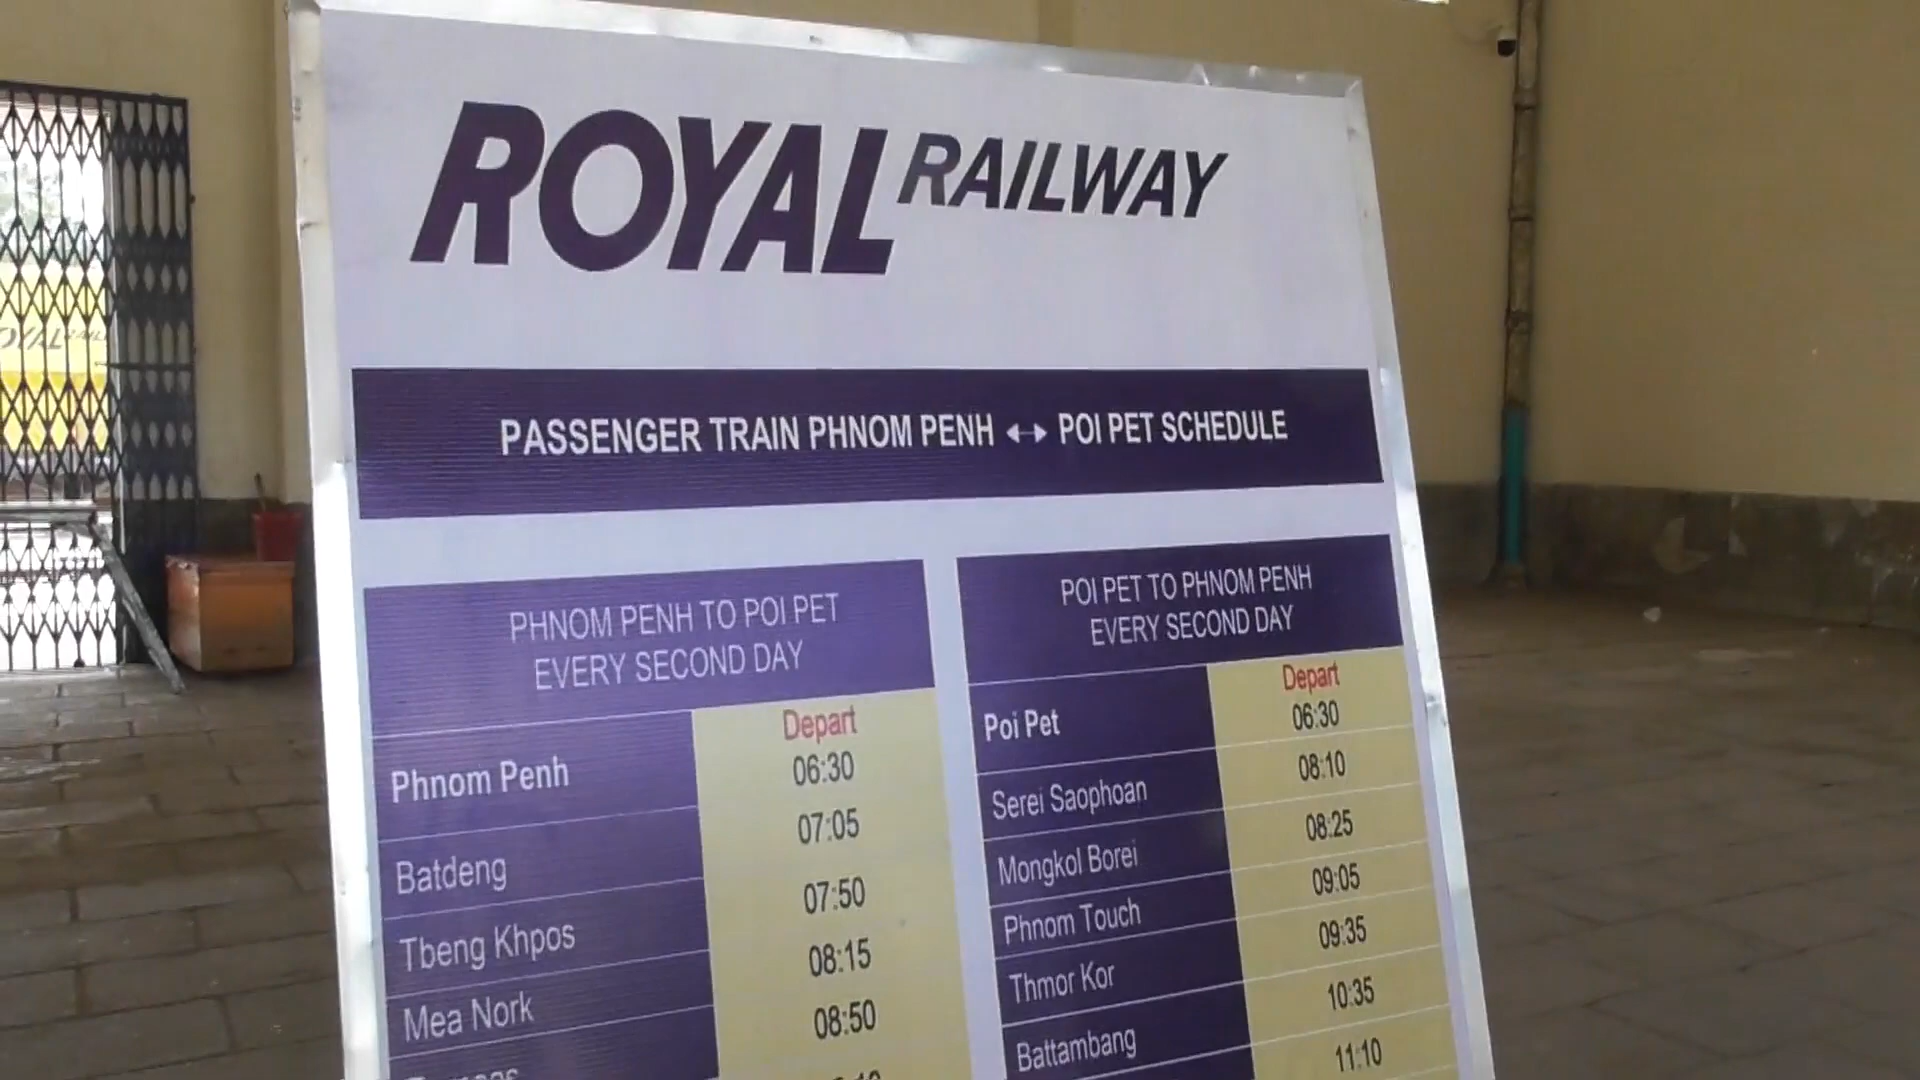 ROYAL RAILWAY
PASSENGER TRAIN PHNOM PENH ↔ POI PET SCHEDULE
PHNOM PENH TO POI PET
EVERY SECOND DAY
Depart
Phnom Penh 06:30
Batdeng 07:05
Tbeng Khpos 07:50
Mea Nork 08:15
08:50
POI PET TO PHNOM PENH
EVERY SECOND DAY
Depart
Poi Pet 06:30
Serei Saophoan 08:10
Mongkol Borei 08:25
Phnom Touch 09:05
Thmor Kor 09:35
Battambang 10:35
11:10